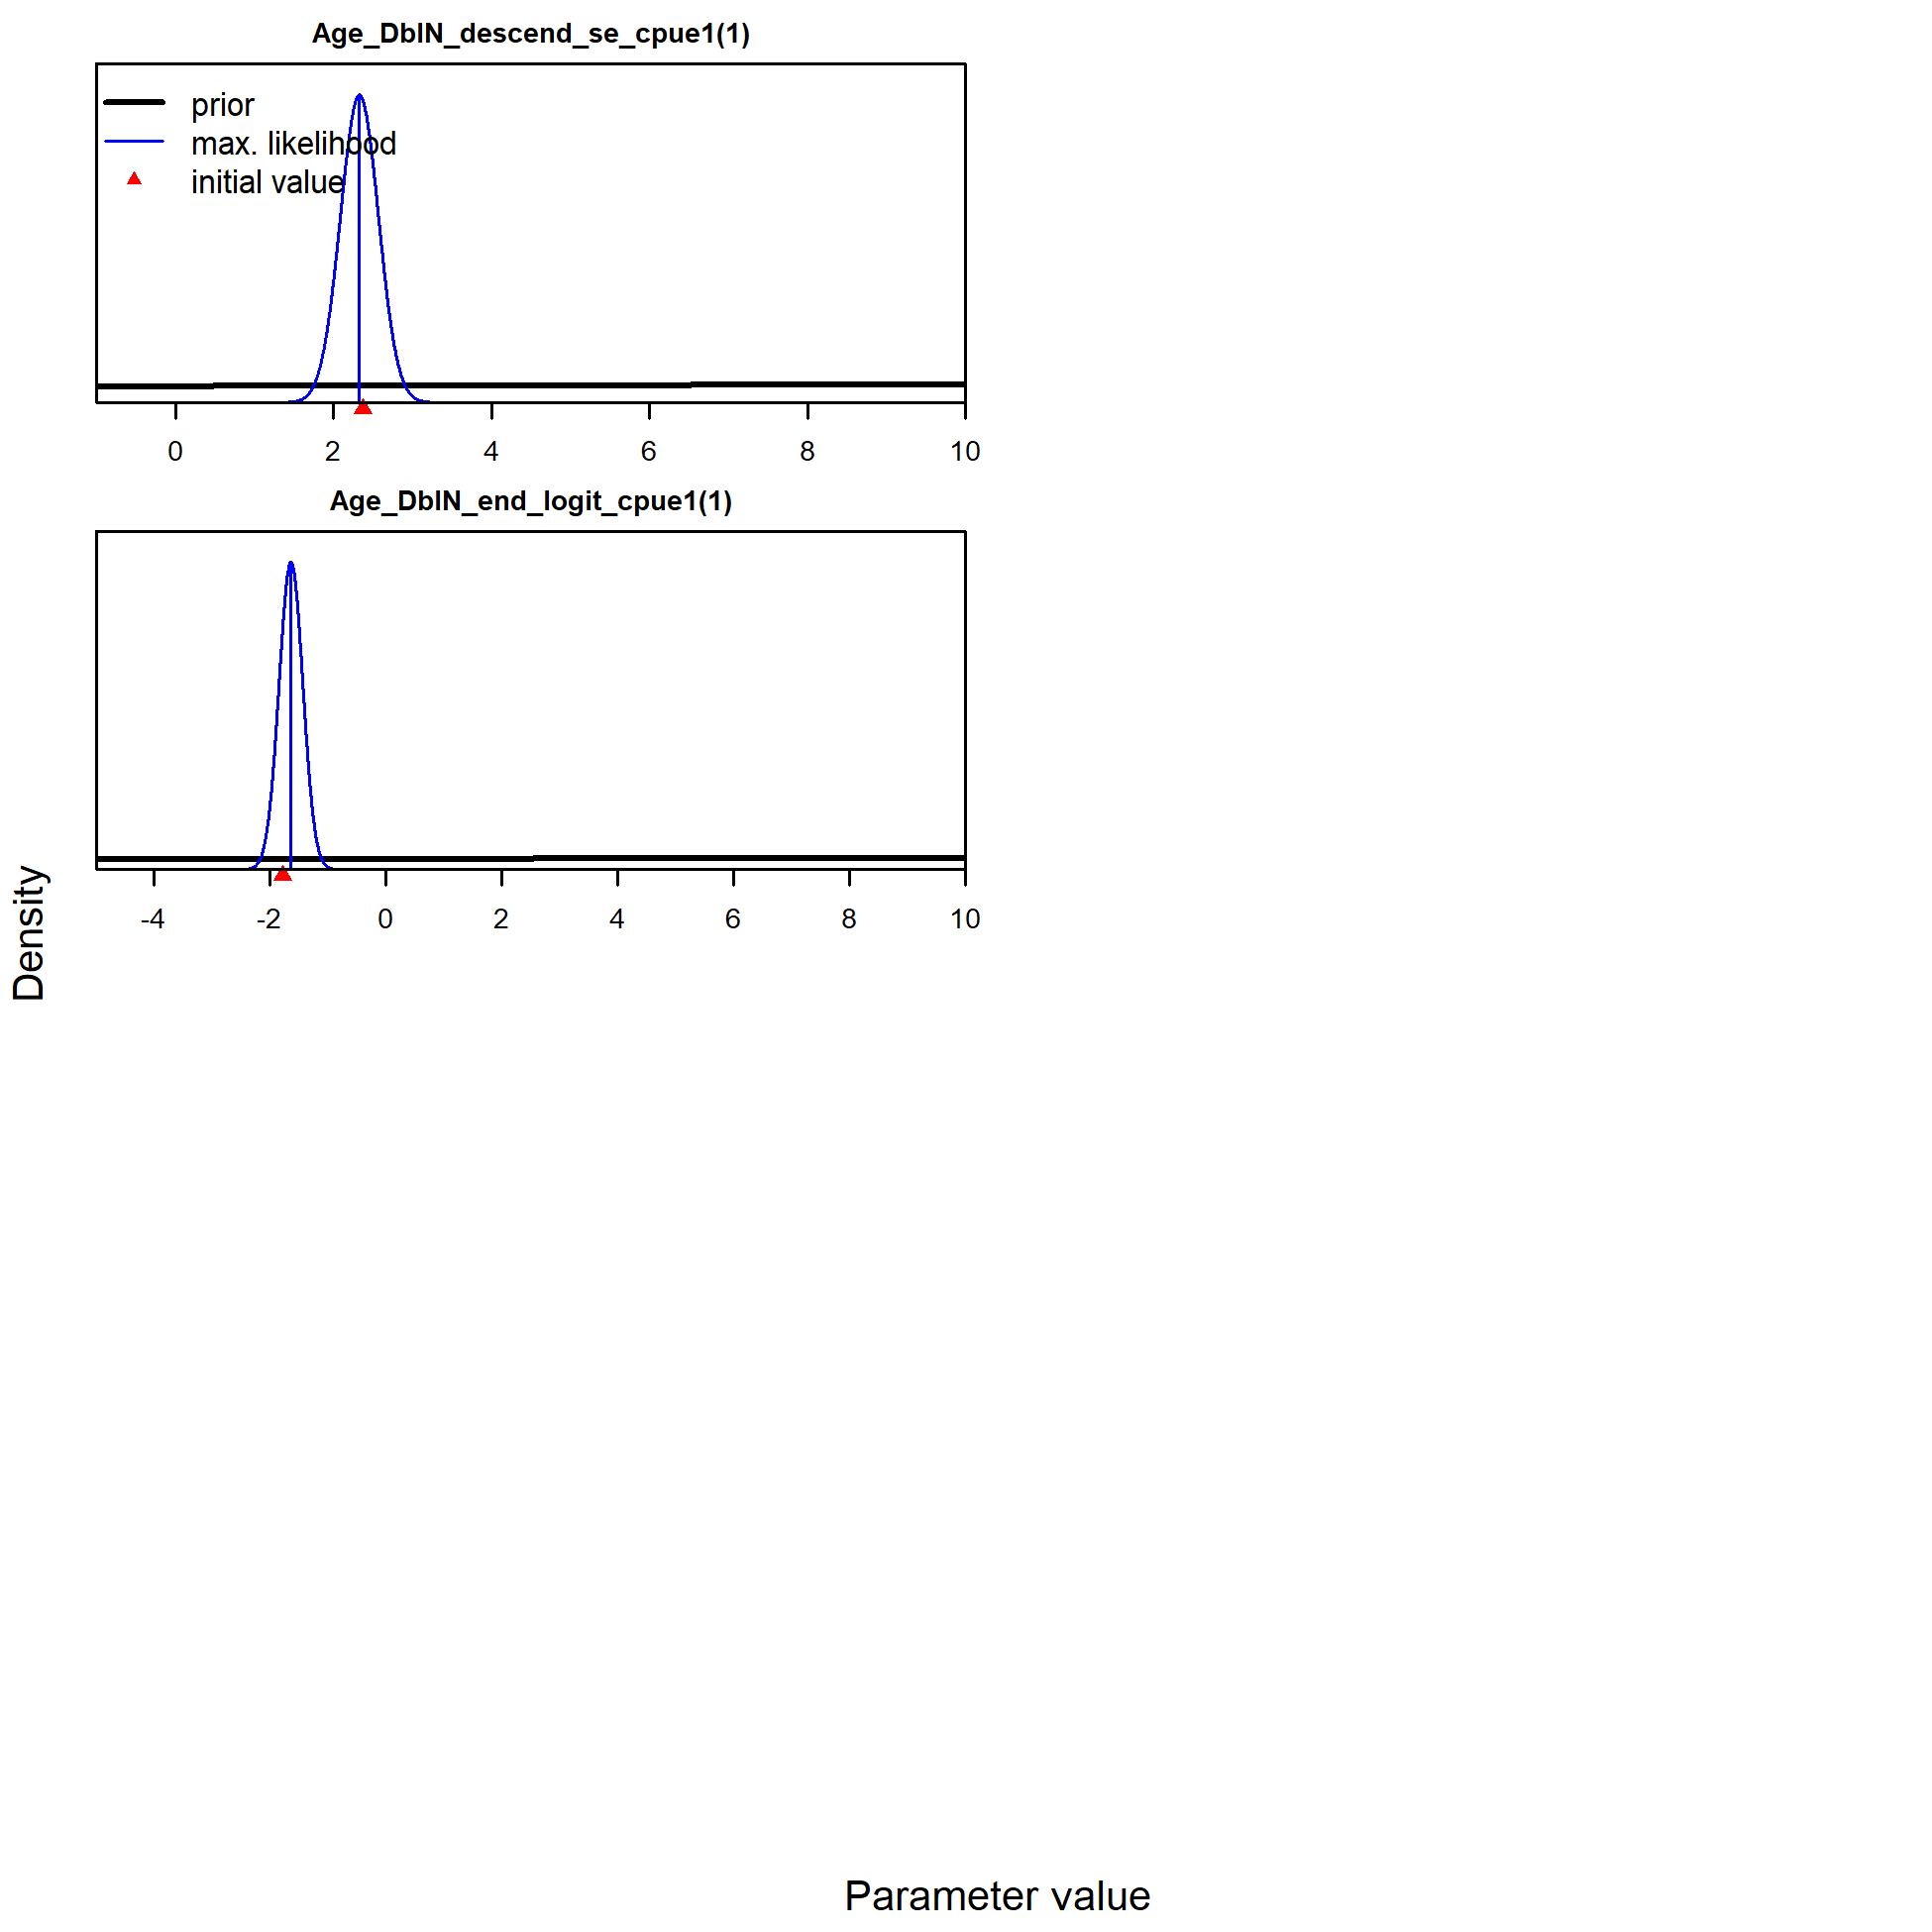 Age_DblN_descend_se_cpue1(1)
prior
max. likelihood
initial value
0 2 4 6 8 10
Age_DblN_end_logit_cpue1(1)
-4 -2 0 2 4 6 8 10
Density
Parameter value